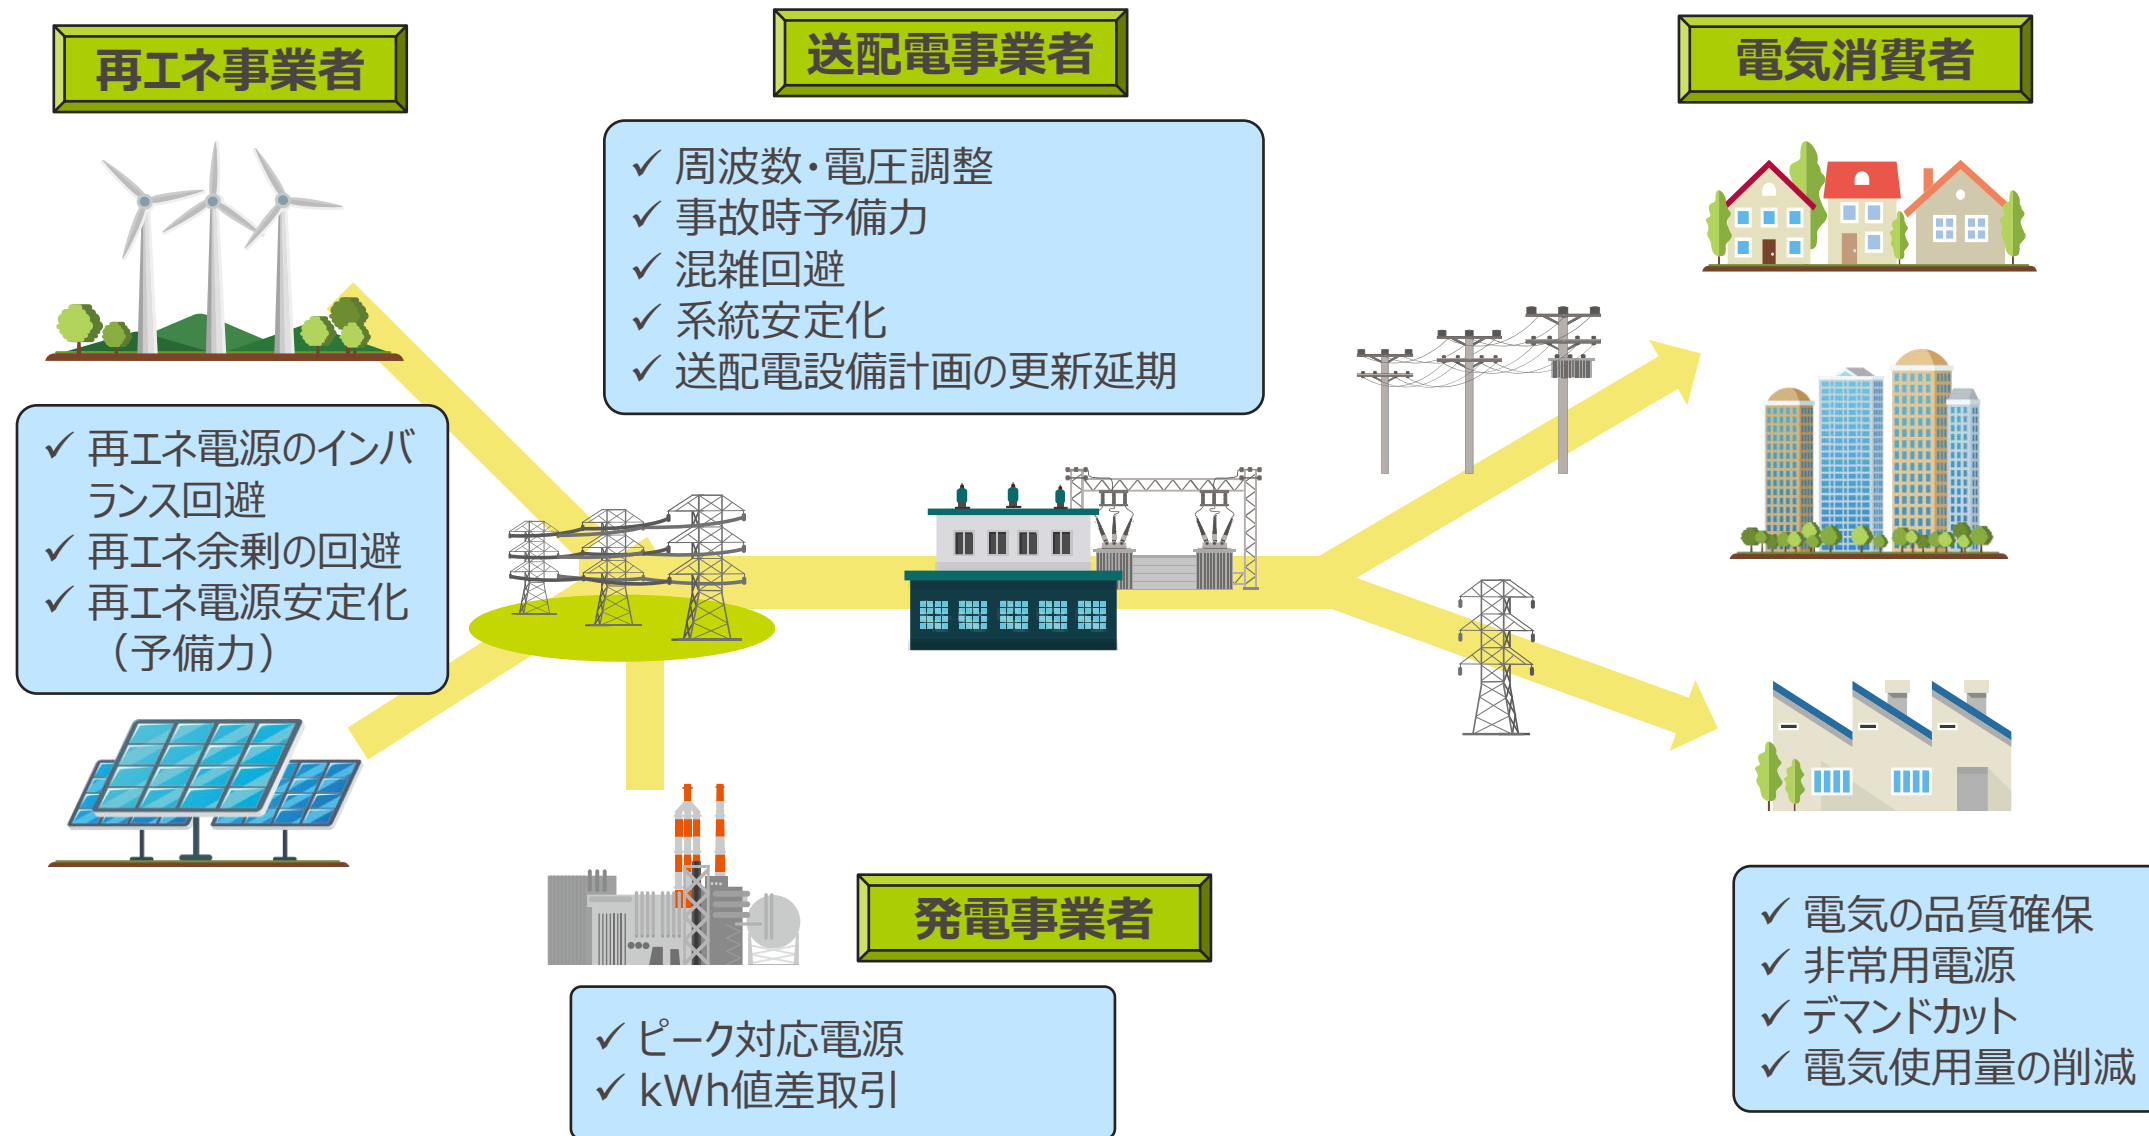 再エネ事業者
✓ 再エネ電源のインバ
ランス回避
✓ 再エネ余剰の回避
✓ 再エネ電源安定化
（予備力）
送配電事業者
✓ 周波数・電圧調整
✓ 事故時予備力
✓ 混雑回避
✓ 系統安定化
✓ 送配電設備計画の更新延期
発電事業者
✓ ピーク対応電源
✓ kWh値差取引
電気消費者
✓ 電気の品質確保
✓ 非常用電源
✓ デマンドカット
✓ 電気使用量の削減